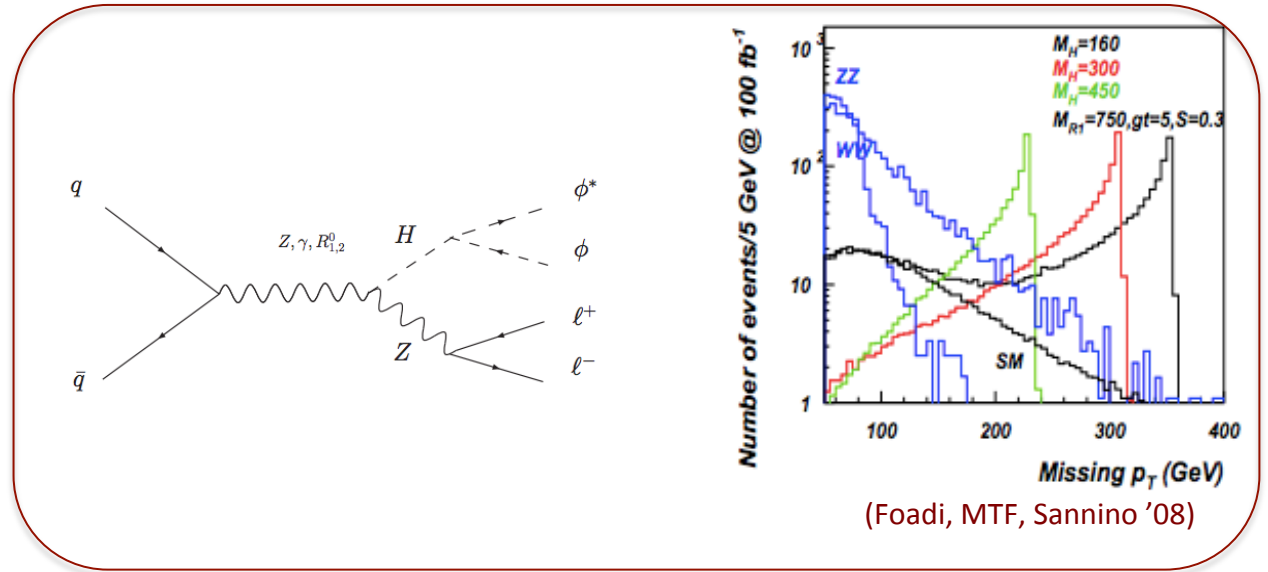 q
q̄
Z, γ, R⁰₁,₂
H
Z
ϕ*
ϕ
ℓ⁺
ℓ⁻
Number of events/5 GeV @ 100 fb⁻¹
10³
10²
10
1
ZZ
WW
SM
M_H=160
M_H=300
M_H=450
M_R1=750,gt=5,S=0.3
100 200 300 400
Missing p_T (GeV)
(Foadi, MTF, Sannino ’08)